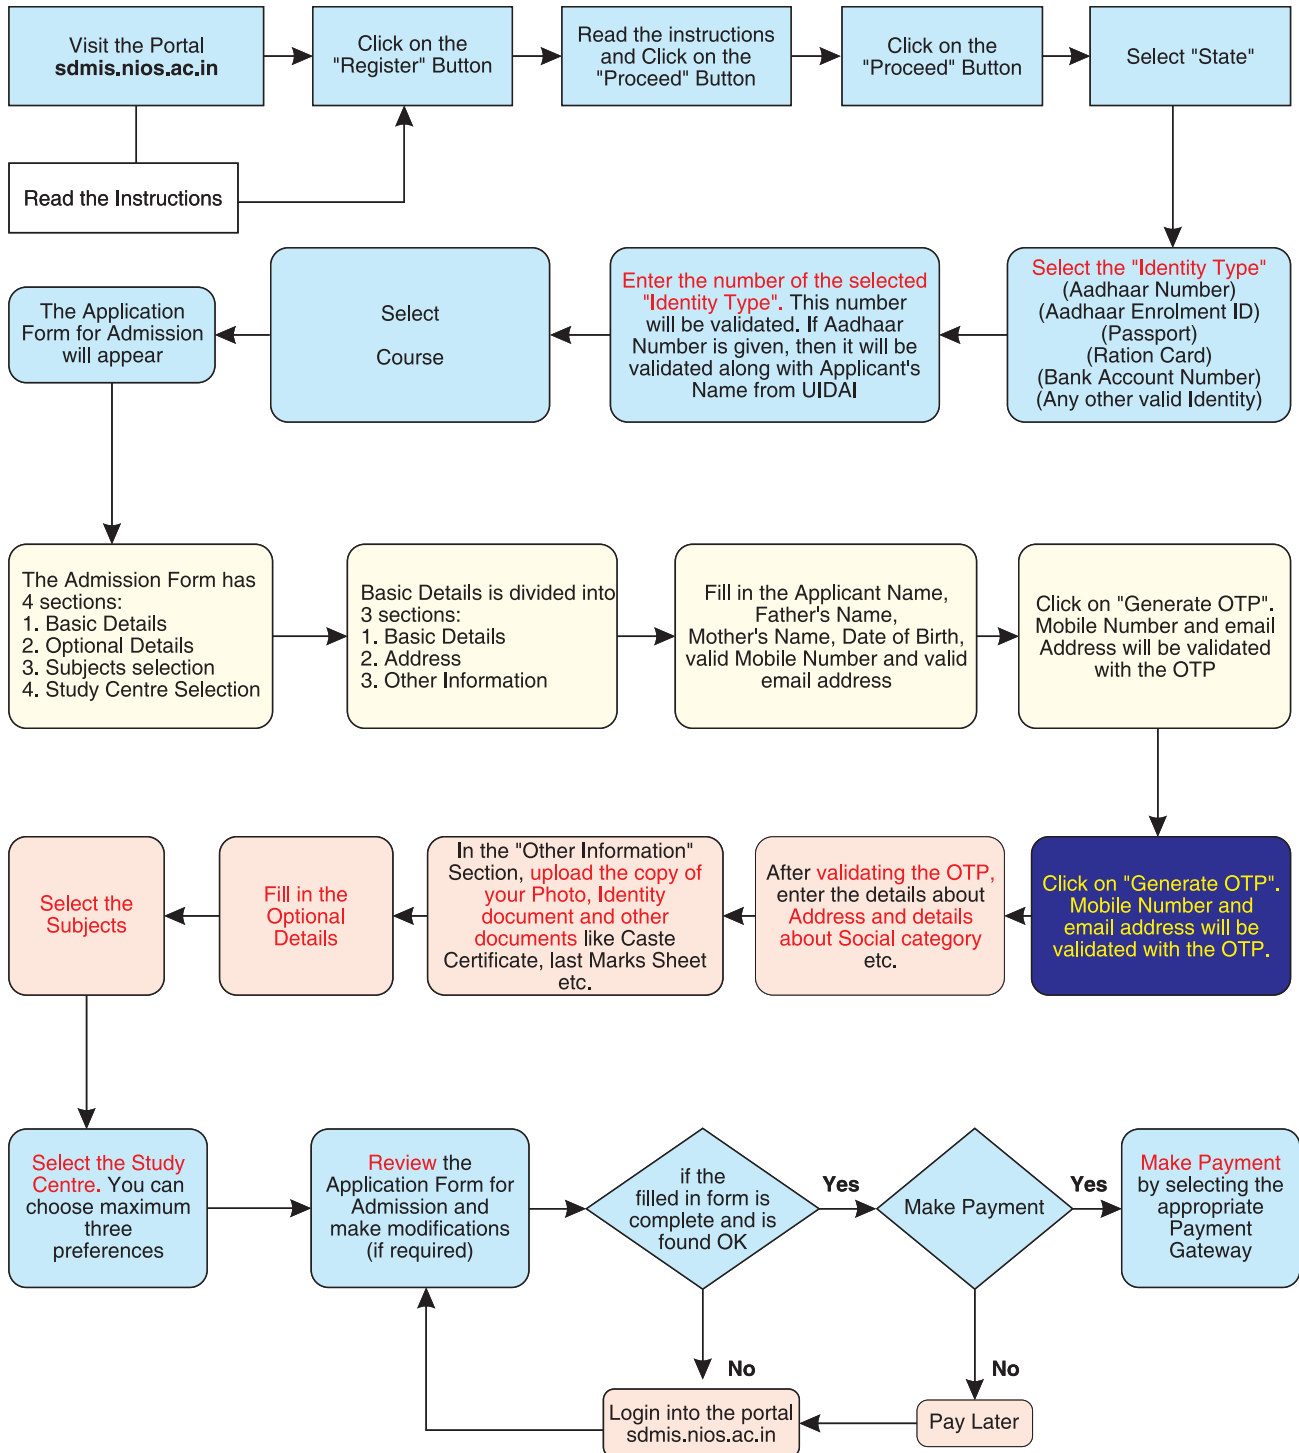 Visit the Portal
sdmis.nios.ac.in
Click on the
"Register" Button
Read the instructions
and Click on the
"Proceed" Button
Click on the
"Proceed" Button
Select "State"
Read the Instructions
The Application
Form for Admission
will appear
Select
Course
Enter the number of the selected
"Identity Type". This number
will be validated. If Aadhaar
Number is given, then it will be
validated along with Applicant's
Name from UIDAI
Select the "Identity Type"
(Aadhaar Number)
(Aadhaar Enrolment ID)
(Passport)
(Ration Card)
(Bank Account Number)
(Any other valid Identity)
The Admission Form has
4 sections:
1. Basic Details
2. Optional Details
3. Subjects selection
4. Study Centre Selection
Basic Details is divided into
3 sections:
1. Basic Details
2. Address
3. Other Information
Fill in the Applicant Name,
Father's Name,
Mother's Name, Date of Birth,
valid Mobile Number and valid
email address
Click on "Generate OTP".
Mobile Number and email
Address will be validated
with the OTP
Select the
Subjects
Fill in the
Optional
Details
In the "Other Information"
Section, upload the copy of
your Photo, Identity
document and other
documents like Caste
Certificate, last Marks Sheet
etc.
After validating the OTP,
enter the details about
Address and details
about Social category
etc.
Click on "Generate OTP".
Mobile Number and
email address will be
validated with the OTP.
Select the Study
Centre. You can
choose maximum
three
preferences
Review the
Application Form for
Admission and
make modifications
(if required)
if the
filled in form is
complete and is
found OK
Yes
Make Payment
Yes
Make Payment
by selecting the
appropriate
Payment
Gateway
No
No
Login into the portal
sdmis.nios.ac.in
Pay Later